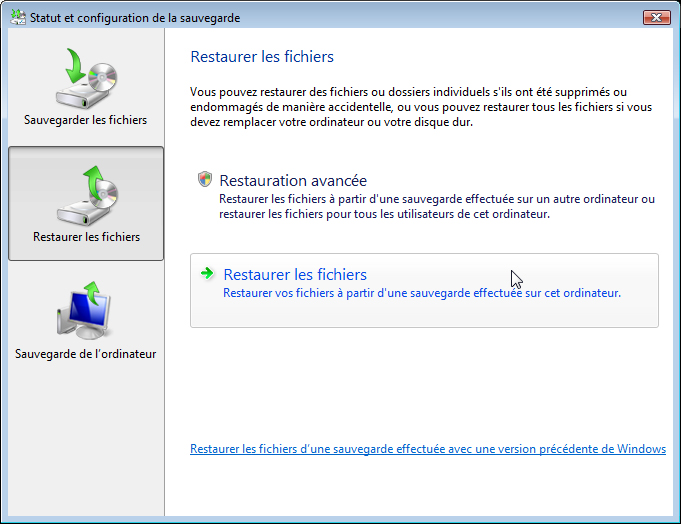 Statut et configuration de la sauvegarde
Sauvegarder les fichiers
Restaurer les fichiers
Sauvegarde de l'ordinateur
Restaurer les fichiers
Vous pouvez restaurer des fichiers ou dossiers individuels s'ils ont été supprimés ou
endommagés de manière accidentelle, ou vous pouvez restaurer tous les fichiers si vous
devez remplacer votre ordinateur ou votre disque dur.
Restauration avancée
Restaurer les fichiers à partir d'une sauvegarde effectuée sur un autre ordinateur ou
restaurer les fichiers pour tous les utilisateurs de cet ordinateur.
Restaurer les fichiers
Restaurer vos fichiers à partir d'une sauvegarde effectuée sur cet ordinateur.
Restaurer les fichiers d'une sauvegarde effectuée avec une version précédente de Windows